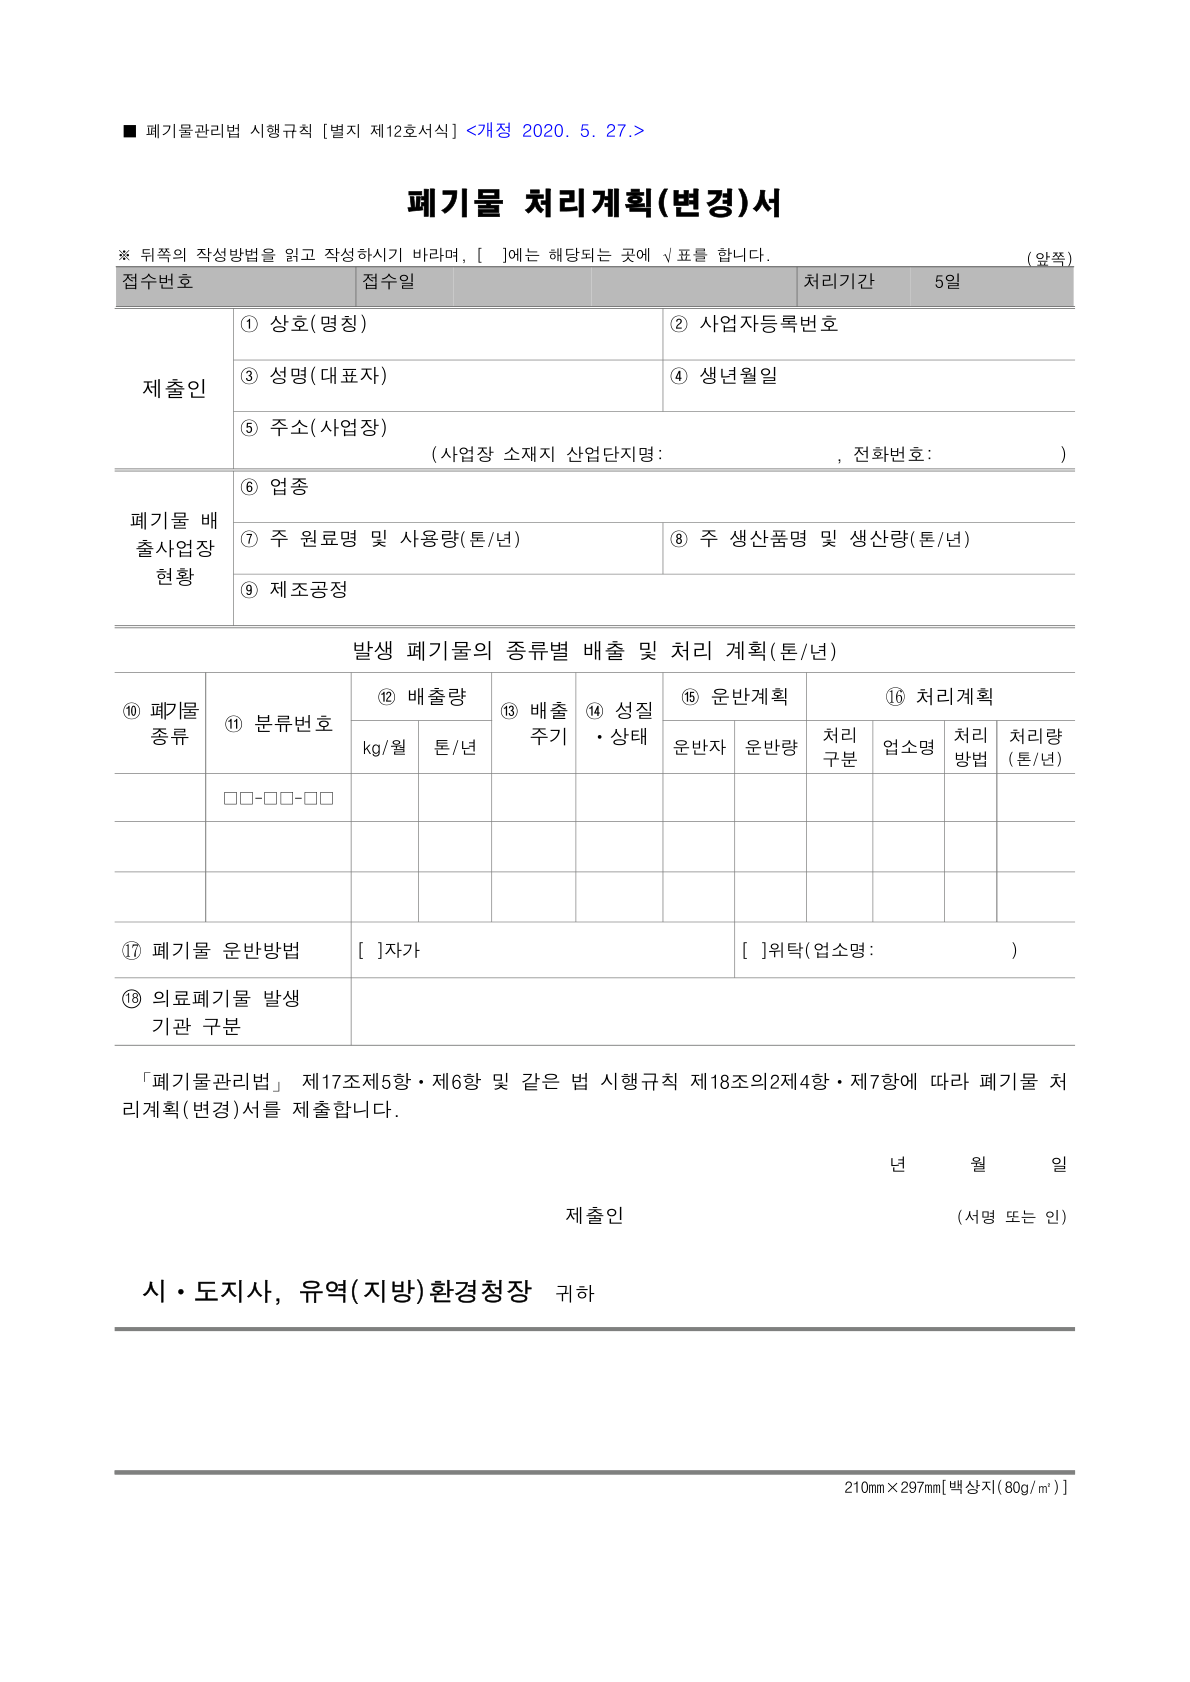 ■ 폐기물관리법 시행규칙 [별지 제12호서식] <개정 2020. 5. 27.>
폐기물 처리계획(변경)서
※ 뒤쪽의 작성방법을 읽고 작성하시기 바라며, [  ]에는 해당되는 곳에 √표를 합니다.
(앞쪽)
접수번호 접수일 처리기간 5일
제출인
① 상호(명칭) ② 사업자등록번호
③ 성명(대표자) ④ 생년월일
⑤ 주소(사업장)
(사업장 소재지 산업단지명: , 전화번호: )
폐기물 배
출사업장
현황
⑥ 업종
⑦ 주 원료명 및 사용량(톤/년) ⑧ 주 생산품명 및 생산량(톤/년)
⑨ 제조공정
발생 폐기물의 종류별 배출 및 처리 계획(톤/년)
⑩ 폐기물
종류
⑪ 분류번호
⑫ 배출량
kg/월 톤/년
⑬ 배출
주기
⑭ 성질
·상태
⑮ 운반계획
운반자 운반량
⑯ 처리계획
처리
구분
업소명
처리
방법
처리량
(톤/년)
□□-□□-□□
⑰ 폐기물 운반방법 [ ]자가 [ ]위탁(업소명: )
⑱ 의료폐기물 발생
기관 구분
「폐기물관리법」 제17조제5항·제6항 및 같은 법 시행규칙 제18조의2제4항·제7항에 따라 폐기물 처
리계획(변경)서를 제출합니다.
년 월 일
제출인 (서명 또는 인)
시·도지사, 유역(지방)환경청장 귀하
210㎜×297㎜[백상지(80g/㎡)]